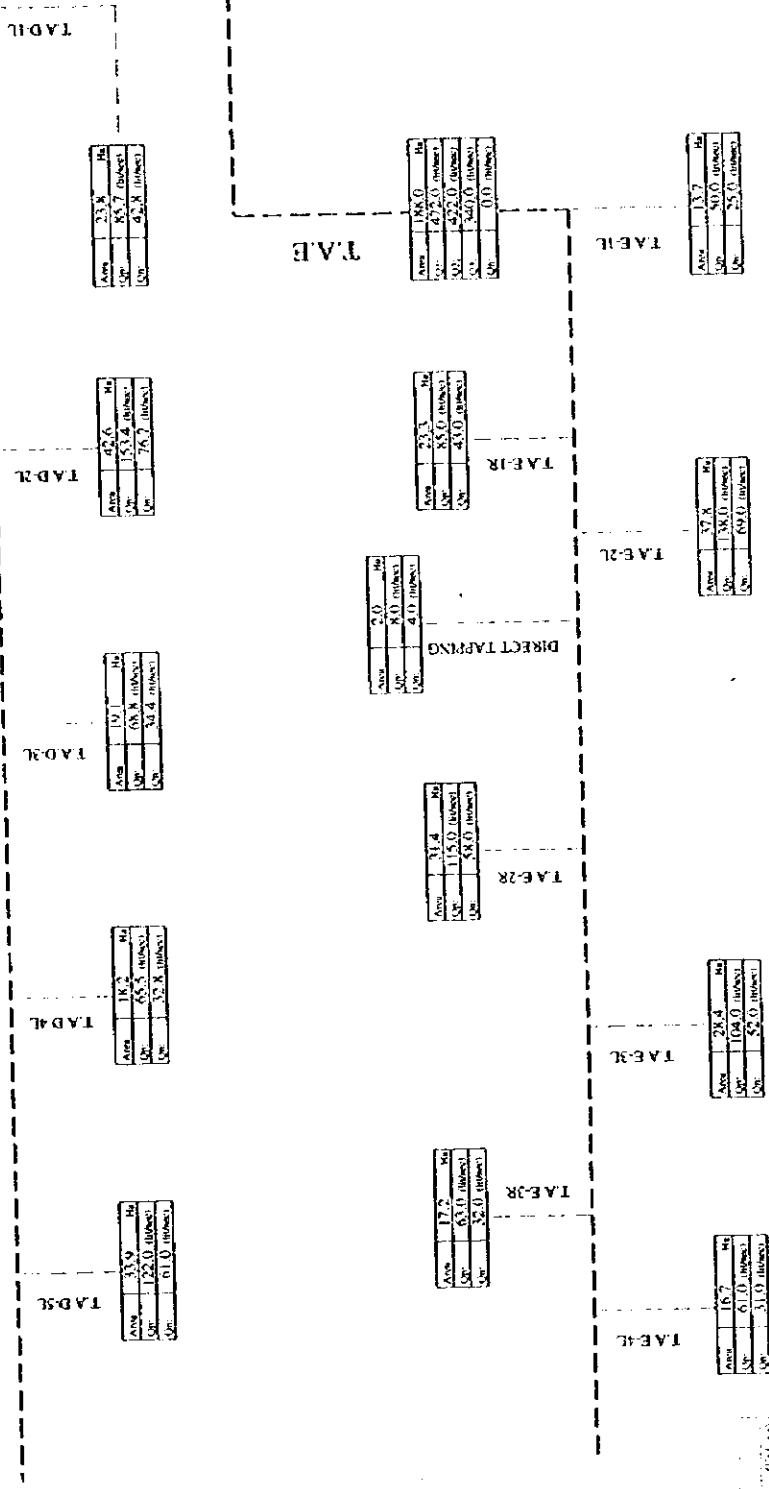 T.A D-1L
Area 23.8 Ha
Qp: 85.7 (lit/sec)
Qn: 42.8 (lit/sec)
T.A D-2L
Area 42.6 Ha
Qp: 153.4 (lit/sec)
Qn: 76.7 (lit/sec)
T.A D-3L
Area 19.1 Ha
Qp: 68.8 (lit/sec)
Qn: 34.4 (lit/sec)
T.A D-4L
Area 18.2 Ha
Qp: 65.5 (lit/sec)
Qn: 32.8 (lit/sec)
T.A D-5L
Area 33.9 Ha
Qp: 122.0 (lit/sec)
Qn: 61.0 (lit/sec)
T.A.E
Area 188.0 Ha
472.0 (lit/sec)
422.0 (lit/sec)
340.0 (lit/sec)
0.0 (lit/sec)
T.A E-1R
Area 23.3 Ha
Qp: 85.0 (lit/sec)
Qn: 43.0 (lit/sec)
DIRECT TAPPING
Area 2.0 Ha
Qp: 8.0 (lit/sec)
Qn: 4.0 (lit/sec)
T.A E-2R
Area 31.4 Ha
Qp: 115.0 (lit/sec)
Qn: 58.0 (lit/sec)
T.A E-3R
Area 17.2 Ha
Qp: 63.0 (lit/sec)
Qn: 32.0 (lit/sec)
T.A E-1L
Area 13.7 Ha
Qp: 50.0 (lit/sec)
Qn: 25.0 (lit/sec)
T.A E-2L
Area 37.8 Ha
Qp: 138.0 (lit/sec)
Qn: 69.0 (lit/sec)
T.A E-3L
Area 28.4 Ha
Qp: 104.0 (lit/sec)
Qn: 52.0 (lit/sec)
T.A E-4L
Area 16.7 Ha
Qp: 61.0 (lit/sec)
Qn: 31.0 (lit/sec)